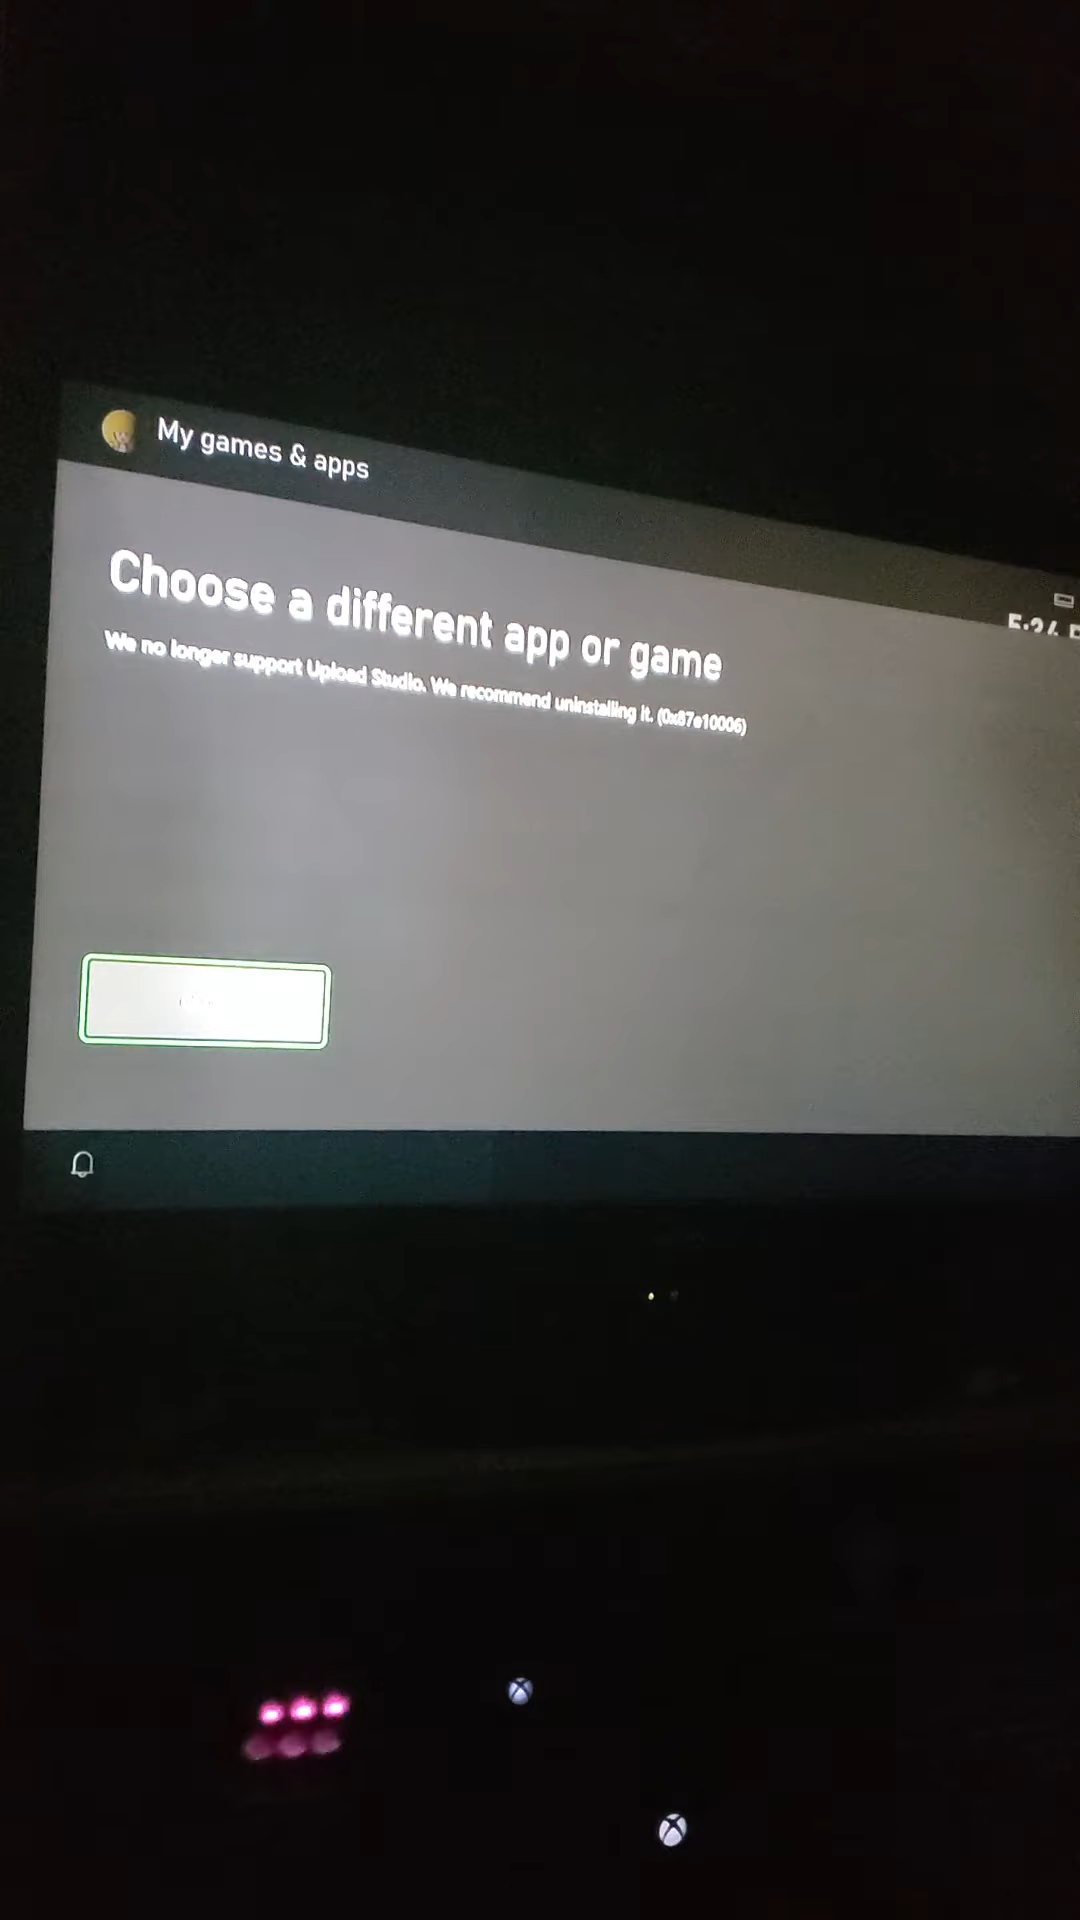 My games & apps
Choose a different app or game
We no longer support Upload Studio. We recommend uninstalling it. (0x87e10006)